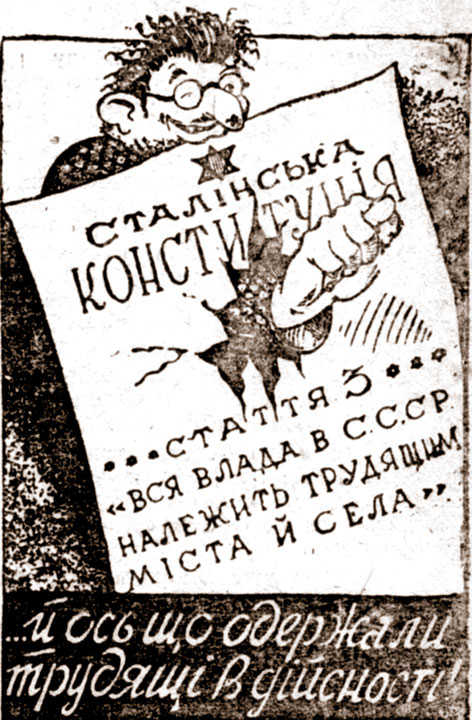 СТАЛІНСЬКА
КОНСТИТУЦІЯ
...СТАТТЯ 3...
«ВСЯ ВЛАДА В С.С.С.Р.
НАЛЕЖИТЬ ТРУДЯЩИМ
МІСТА Й СЕЛА».
...й ось що одержали
трудящі в дійсності!